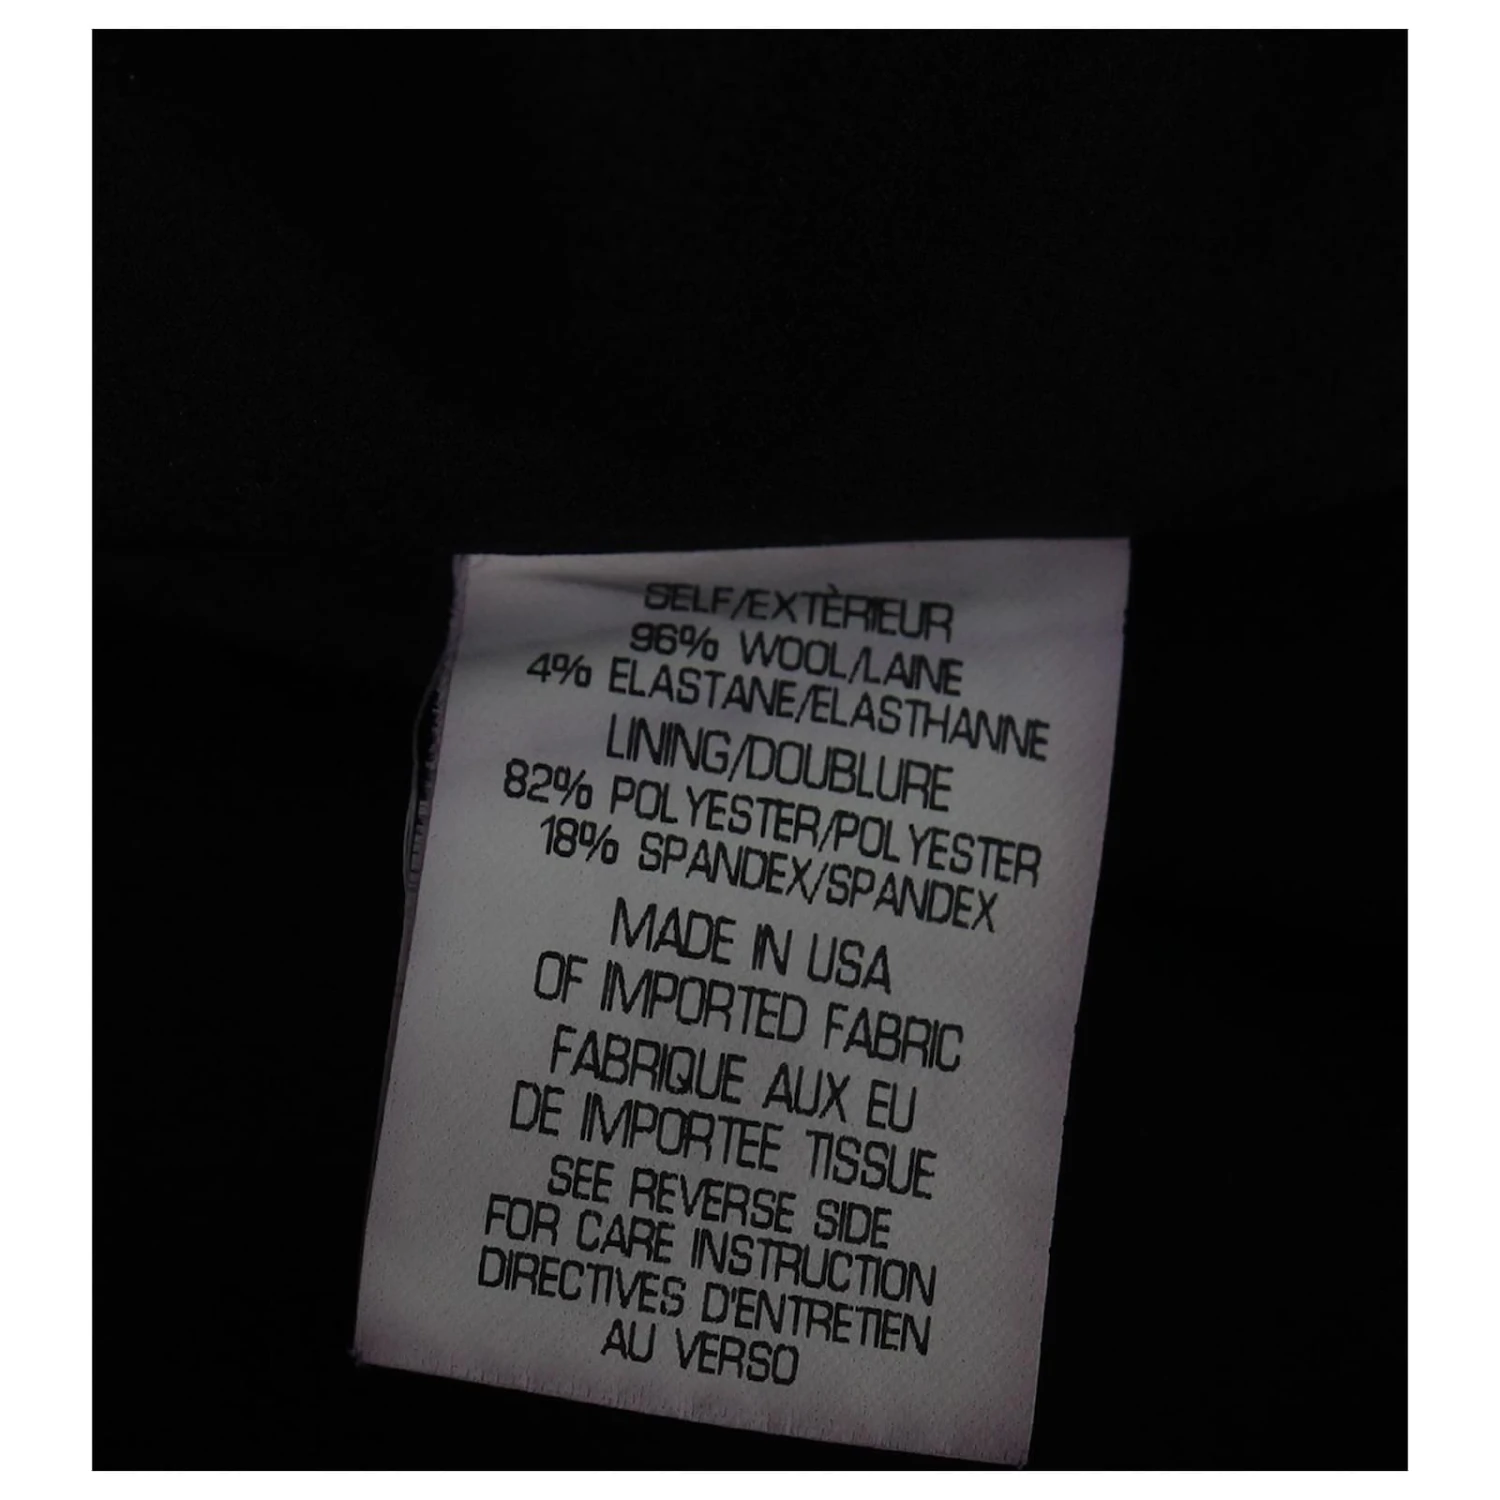 SELF/EXTÈRIEUR
96% WOOL/LAINE
4% ELASTANE/ELASTHANNE
LINING/DOUBLURE
82% POLYESTER/POLYESTER
18% SPANDEX/SPANDEX
MADE IN USA
OF IMPORTED FABRIC
FABRIQUE AUX EU
DE IMPORTEE TISSUE
SEE REVERSE SIDE
FOR CARE INSTRUCTION
DIRECTIVES D'ENTRETIEN
AU VERSO